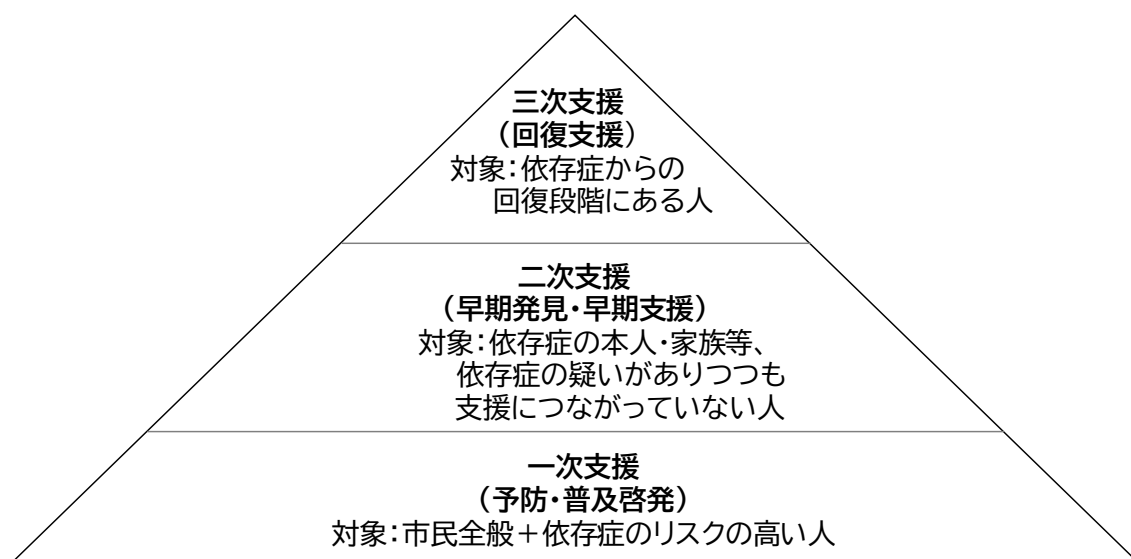 三次支援
（回復支援）
対象：依存症からの
回復段階にある人
二次支援
（早期発見・早期支援）
対象：依存症の本人・家族等、
依存症の疑いがありつつも
支援につながっていない人
一次支援
（予防・普及啓発）
対象：市民全般＋依存症のリスクの高い人